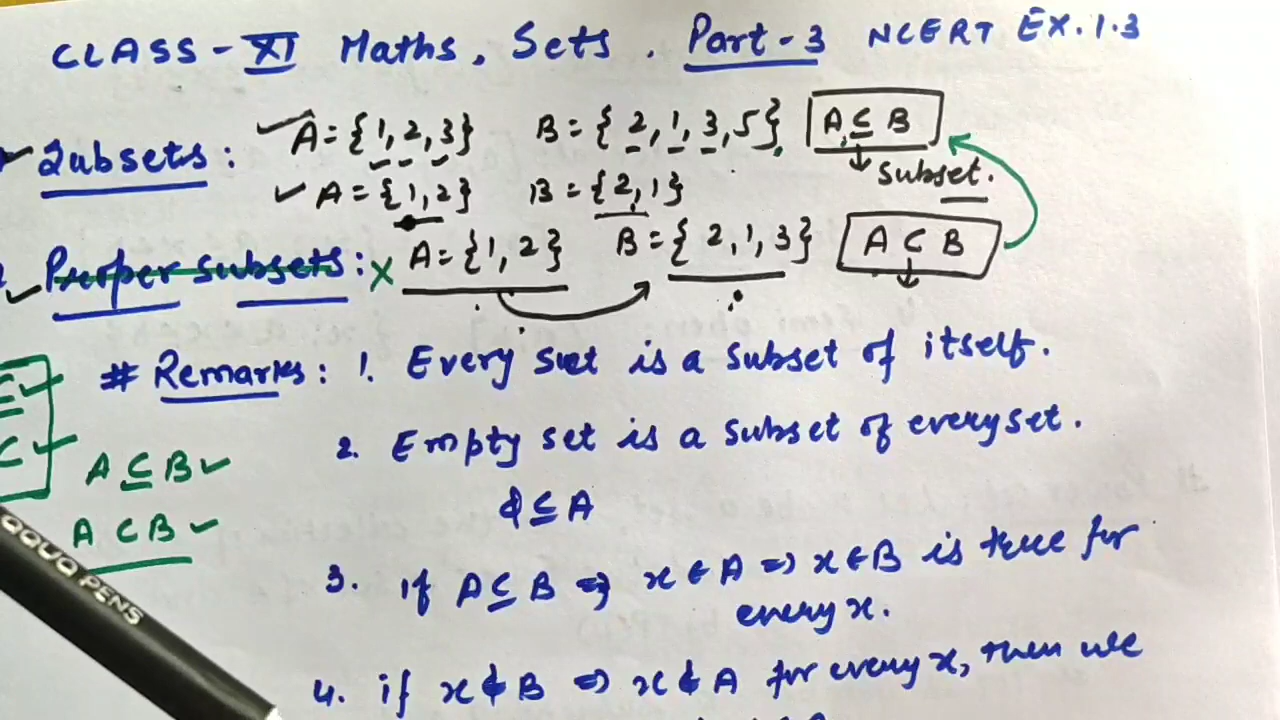 CLASS-XI Maths, Sets. Part-3 NCERT EX.1.3
Subsets: A={1,2,3} B={2,1,3,5} A⊆B
subset.
A={1,2} B={2,1}
Proper subsets: × A={1,2} B={2,1,3} A⊂B
# Remarks: 1. Every set is a subset of itself.
2. Empty set is a subset of every set.
A⊆B
ϕ⊆A
A⊂B
3. if A⊆B ⇒ x∈A ⇒ x∈B is true for
every x.
4. if x∉B ⇒ x∉A for every x, then we
AQUA PENS